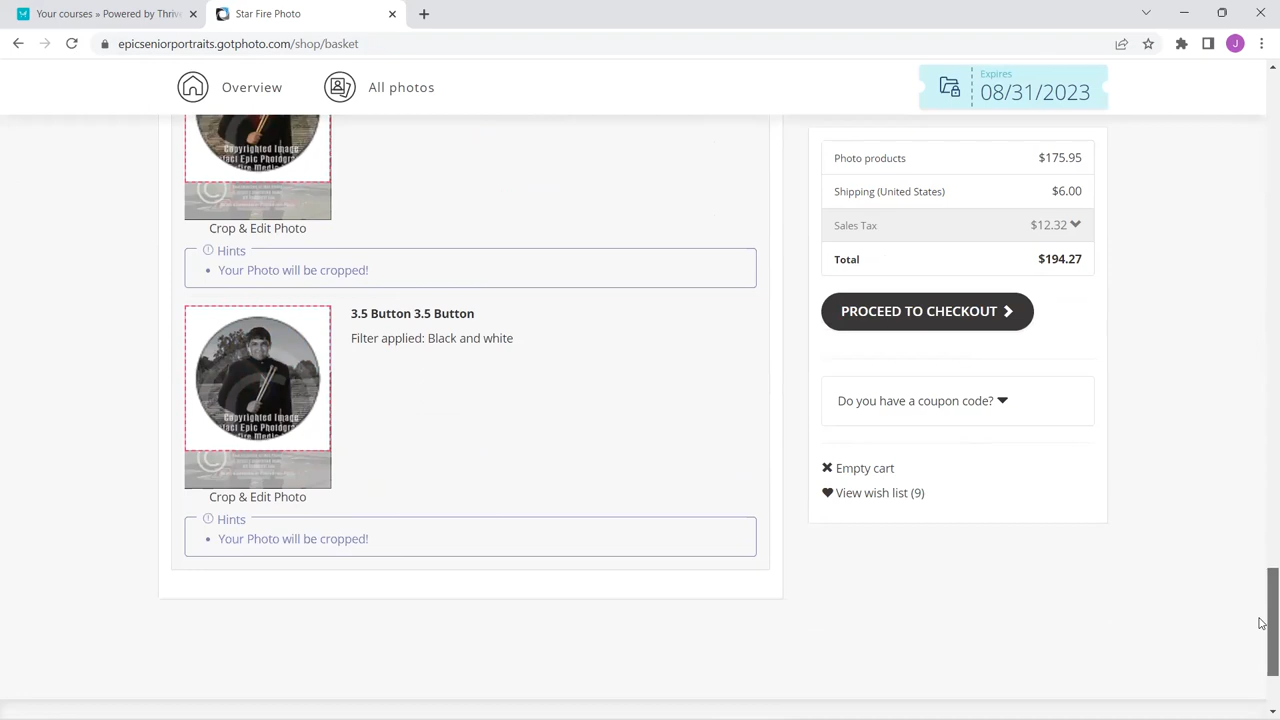 Your courses » Powered by Thrive
Star Fire Photo
epicseniorportraits.gotphoto.com/shop/basket
J
Overview
All photos
Expires
08/31/2023
Copyrighted Image
Crop & Edit Photo
Hints
Your Photo will be cropped!
3.5 Button 3.5 Button
Filter applied: Black and white
Copyrighted Image
Crop & Edit Photo
Hints
Your Photo will be cropped!
Photo products $175.95
Shipping (United States) $6.00
Sales Tax $12.32
Total $194.27
PROCEED TO CHECKOUT
Do you have a coupon code?
Empty cart
View wish list (9)